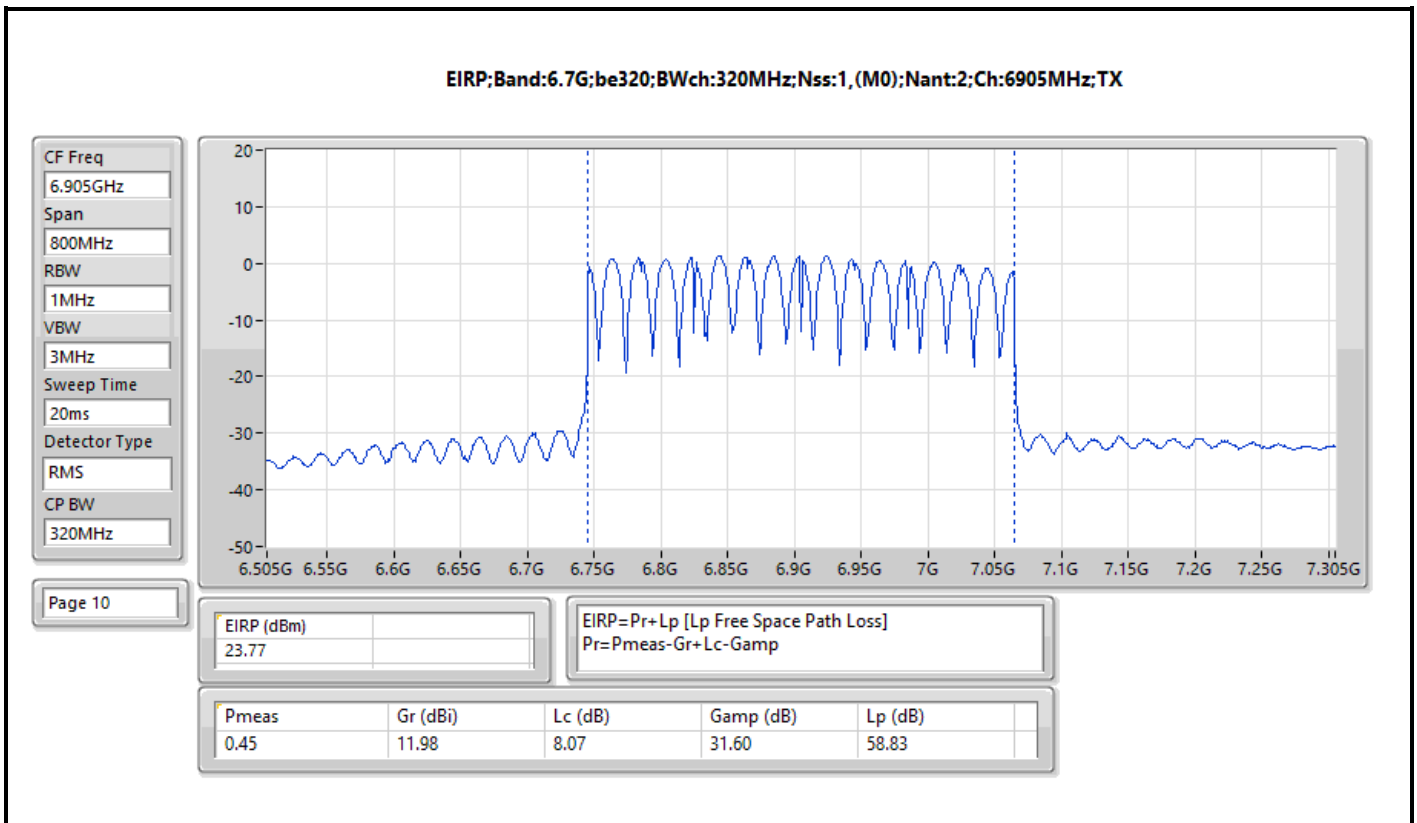 EIRP;Band:6.7G;be320;BWch:320MHz;Nss:1,(M0);Nant:2;Ch:6905MHz;TX
CF Freq
6.905GHz
Span
800MHz
RBW
1MHz
VBW
3MHz
Sweep Time
20ms
Detector Type
RMS
CP BW
320MHz
Page 10
20
10
0
-10
-20
-30
-40
-50
6.505G 6.55G 6.6G 6.65G 6.7G 6.75G 6.8G 6.85G 6.9G 6.95G 7G 7.05G 7.1G 7.15G 7.2G 7.25G 7.305G
EIRP (dBm)
23.77
EIRP=Pr+Lp [Lp Free Space Path Loss]
Pr=Pmeas-Gr+Lc-Gamp
Pmeas Gr (dBi) Lc (dB) Gamp (dB) Lp (dB)
0.45 11.98 8.07 31.60 58.83